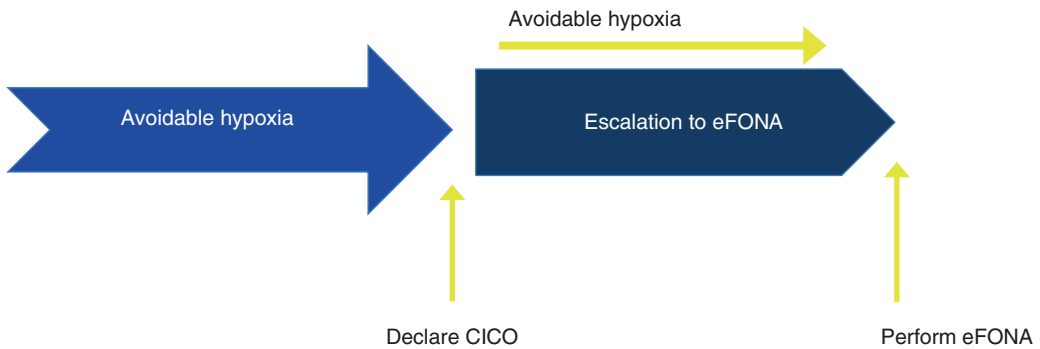 Avoidable hypoxia
Avoidable hypoxia
Escalation to eFONA
Declare CICO
Perform eFONA